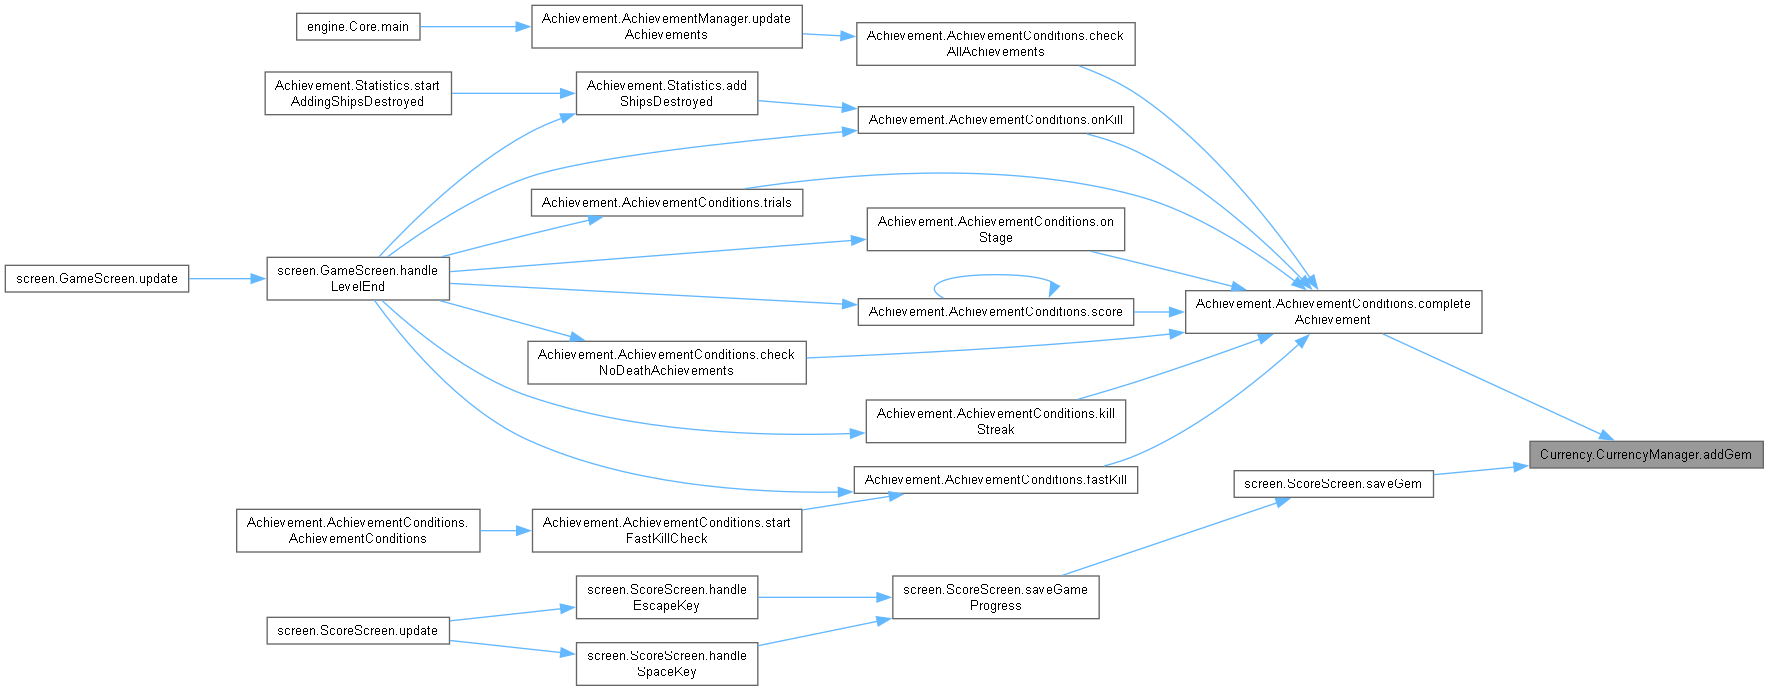 engine.Core.main
Achievement.AchievementManager.update
Achievements
Achievement.AchievementConditions.check
AllAchievements
Achievement.Statistics.start
AddingShipsDestroyed
Achievement.Statistics.add
ShipsDestroyed
Achievement.AchievementConditions.onKill
Achievement.AchievementConditions.trials
Achievement.AchievementConditions.on
Stage
screen.GameScreen.update
screen.GameScreen.handle
LevelEnd
Achievement.AchievementConditions.score
Achievement.AchievementConditions.complete
Achievement
Achievement.AchievementConditions.check
NoDeathAchievements
Achievement.AchievementConditions.kill
Streak
Currency.CurrencyManager.addGem
Achievement.AchievementConditions.fastKill
screen.ScoreScreen.saveGem
Achievement.AchievementConditions.
AchievementConditions
Achievement.AchievementConditions.start
FastKillCheck
screen.ScoreScreen.handle
EscapeKey
screen.ScoreScreen.saveGame
Progress
screen.ScoreScreen.update
screen.ScoreScreen.handle
SpaceKey